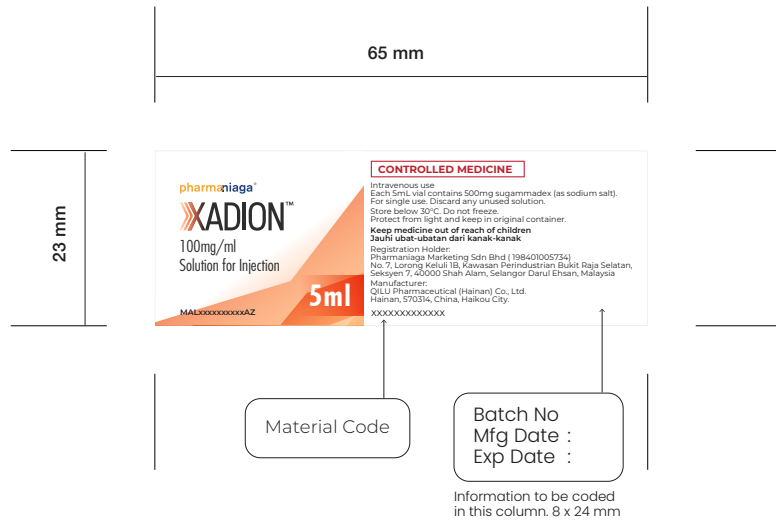 65 mm
23 mm
pharmaniaga®
XADION™
100mg/ml
Solution for Injection
5ml
MALxxxxxxxxxxAZ
CONTROLLED MEDICINE
Intravenous use
Each 5mL vial contains 500mg sugammadex (as sodium salt).
For single use. Discard any unused solution.
Store below 30°C. Do not freeze.
Protect from light and keep in original container.
Keep medicine out of reach of children
Jauhi ubat-ubatan dari kanak-kanak
Registration Holder:
Pharmaniaga Marketing Sdn Bhd ( 198401005734)
No. 7, Lorong Keluli 1B, Kawasan Perindustrian Bukit Raja Selatan,
Seksyen 7, 40000 Shah Alam, Selangor Darul Ehsan, Malaysia
Manufacturer:
QILU Pharmaceutical (Hainan) Co., Ltd.
Hainan, 570314, China, Haikou City.
XXXXXXXXXXXXX
Material Code
Batch No
Mfg Date :
Exp Date :
Information to be coded
in this column. 8 x 24 mm